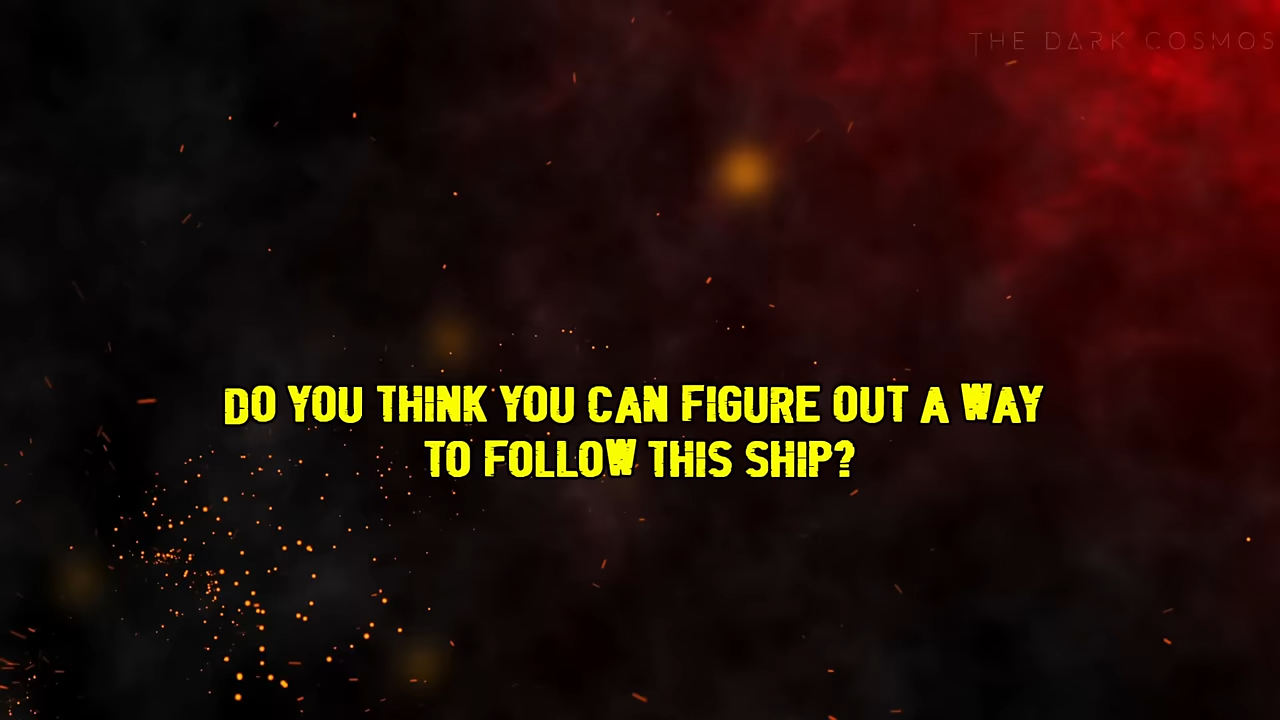 THE DARK COSMOS
DO YOU THINK YOU CAN FIGURE OUT A WAY
TO FOLLOW THIS SHIP?